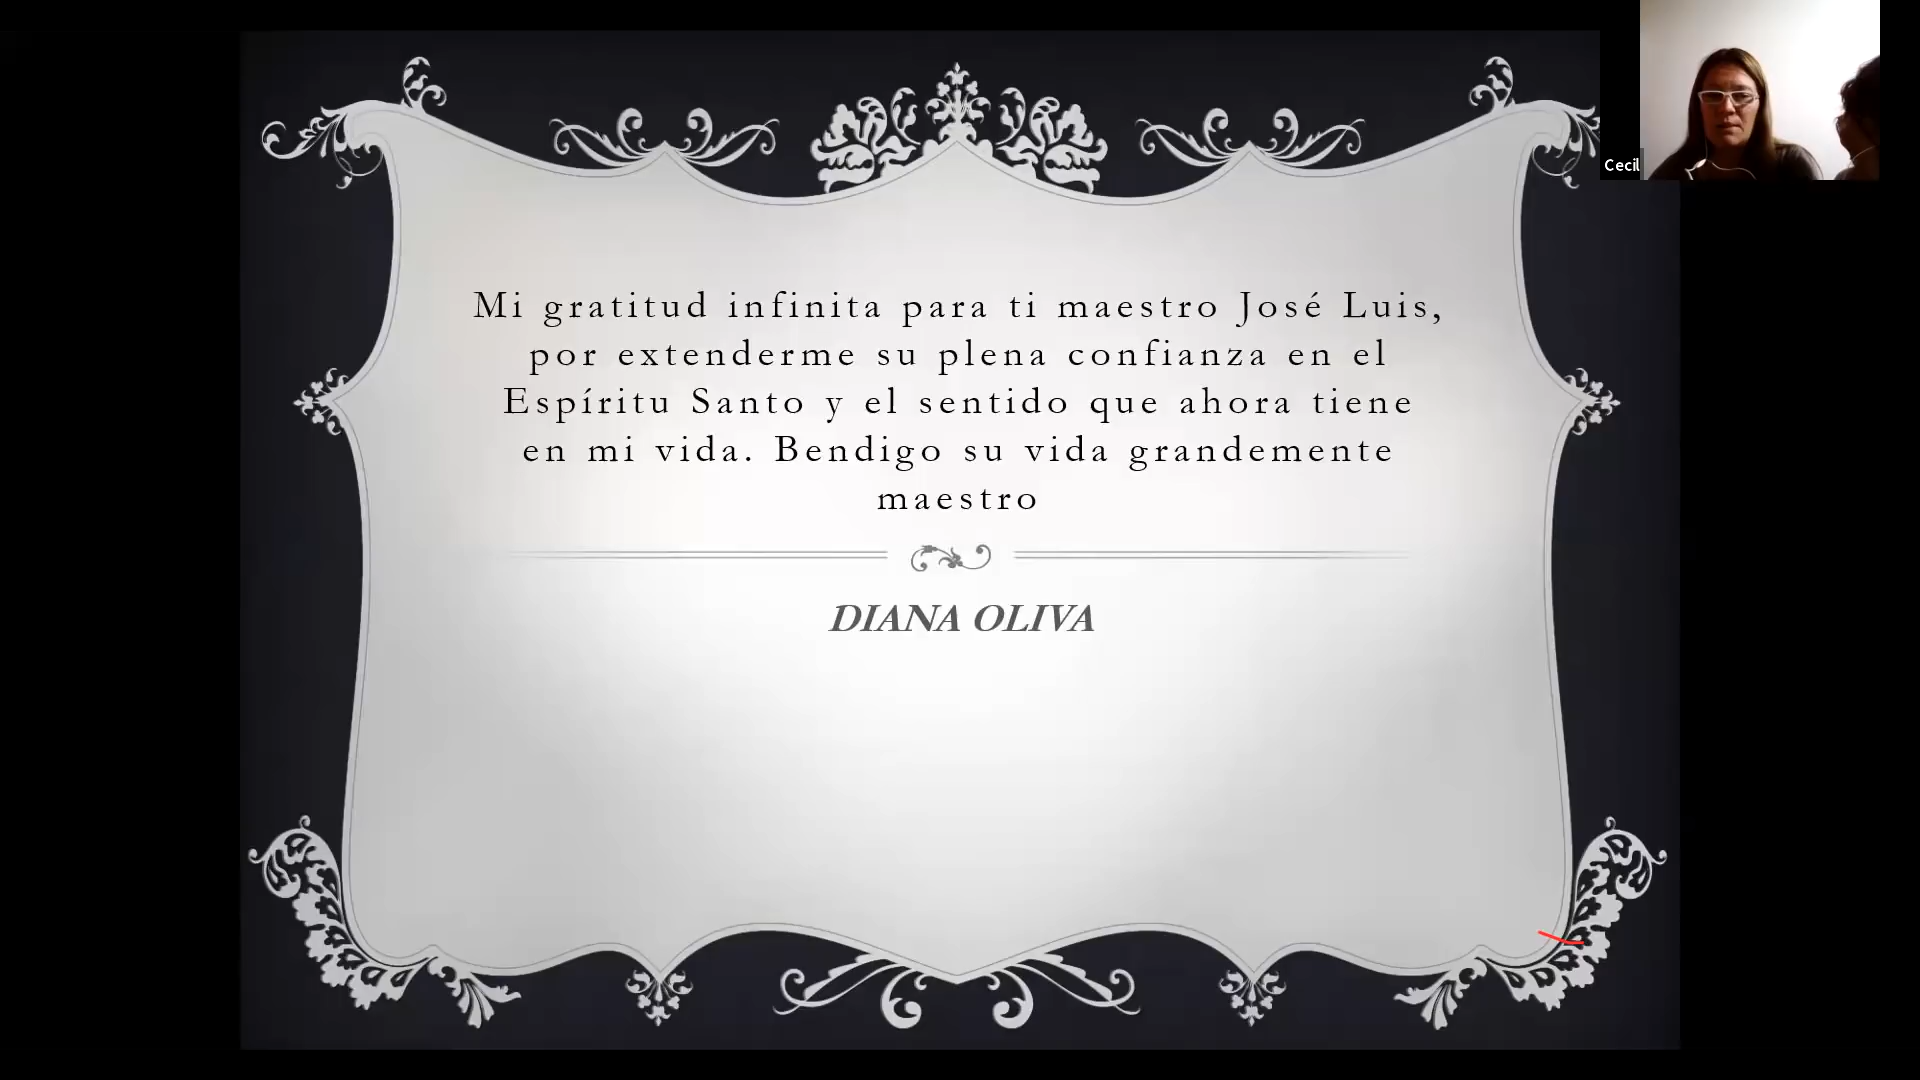 Mi gratitud infinita para ti maestro José Luis,
por extenderme su plena confianza en el
Espíritu Santo y el sentido que ahora tiene
en mi vida. Bendigo su vida grandemente
maestro
DIANA OLIVA
Cecil